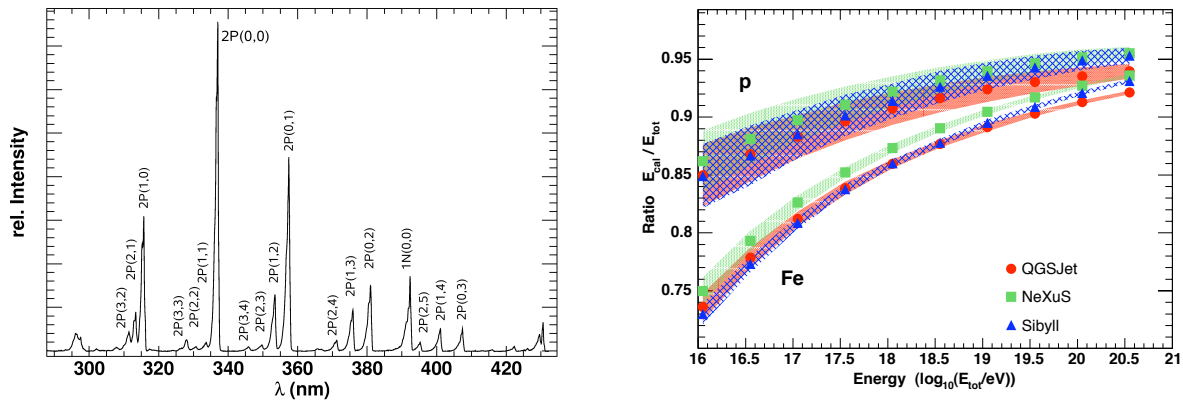 rel. Intensity
2P(3,2)
2P(2,1)
2P(1,0)
2P(3,3)
2P(2,2)
2P(1,1)
2P(0,0)
2P(3,4)
2P(2,3)
2P(1,2)
2P(0,1)
2P(2,4)
2P(1,3)
2P(0,2)
1N(0,0)
2P(2,5)
2P(1,4)
2P(0,3)
300 320 340 360 380 400 420
λ (nm)
Ratio E_cal / E_tot
0.95
0.9
0.85
0.8
0.75
p
Fe
QGSJet
NeXuS
Sibyll
16 16.5 17 17.5 18 18.5 19 19.5 20 20.5 21
Energy (log10(E_tot/eV))